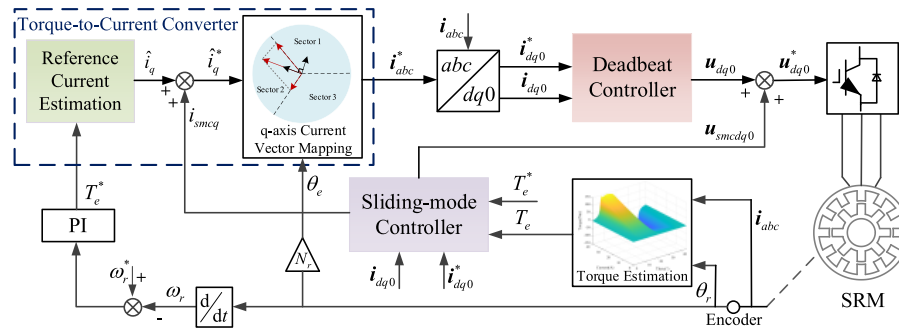 Torque-to-Current Converter
Reference
Current
Estimation
î_q
î_q^*
+
+
i_smcq
Sector 1
Sector 2
Sector 3
q-axis Current
Vector Mapping
i_abc^*
i_abc
abc
dq0
i_dq0^*
i_dq0
Deadbeat
Controller
u_dq0
u_dq0^*
+
+
u_smcdq0
T_e^*
PI
ω_r^*
+
-
ω_r
d/dt
N_r
θ_e
Sliding-mode
Controller
T_e^*
T_e
i_dq0
i_dq0^*
Torque Estimation
i_abc
θ_r
Encoder
SRM